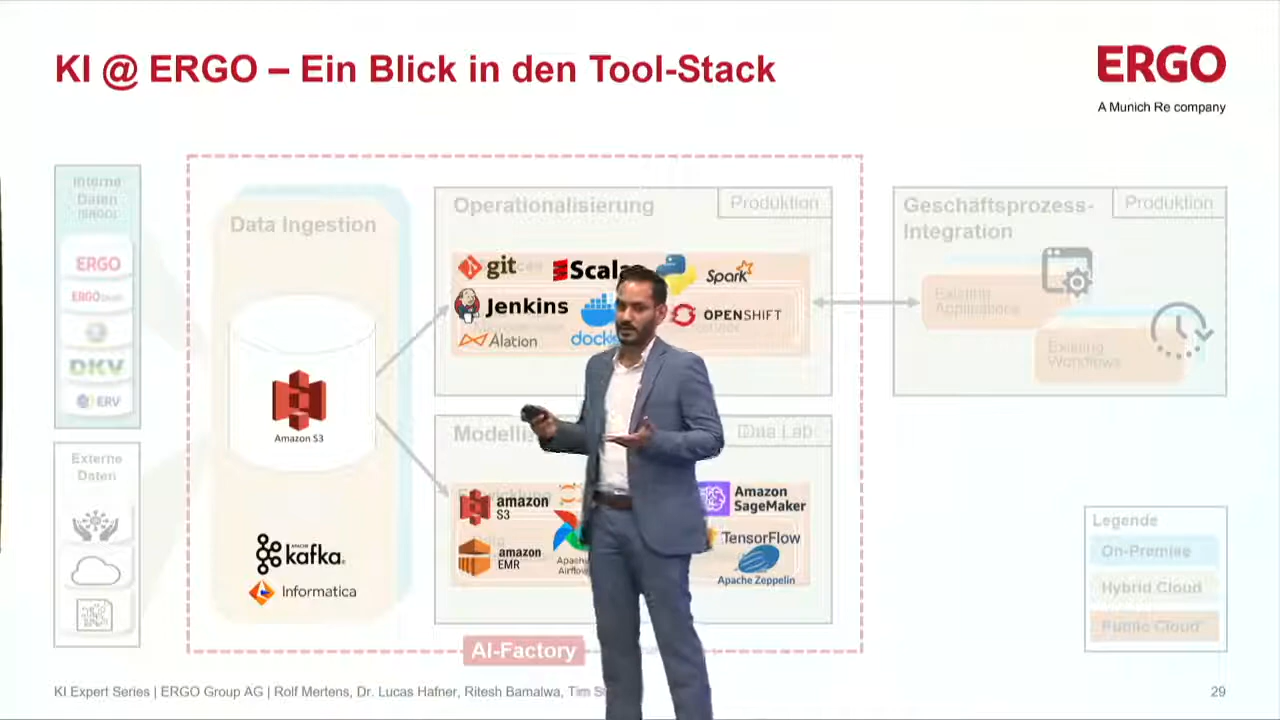 KI @ ERGO – Ein Blick in den Tool-Stack
ERGO
A Munich Re company
Interne
Daten
ERGO
ERGO
DKV
ERV
Externe
Daten
Data Ingestion
Amazon S3
APACHE
kafka
Informatica
Operationalisierung
Produktion
git
Scala
Spark
Jenkins
OPENSHIFT
Alation
Data Lab
amazon
S3
Amazon
SageMaker
TensorFlow
amazon
EMR
Airflow
Apache Zeppelin
AI-Factory
Geschäftsprozess-
Integration
Produktion
Existing
Applications
Existing
Workflows
Legende
On-Premise
Hybrid Cloud
Public Cloud
KI Expert Series | ERGO Group AG | Rolf Mertens, Dr. Lucas Hafner, Ritesh Bamalwa, Tim
29